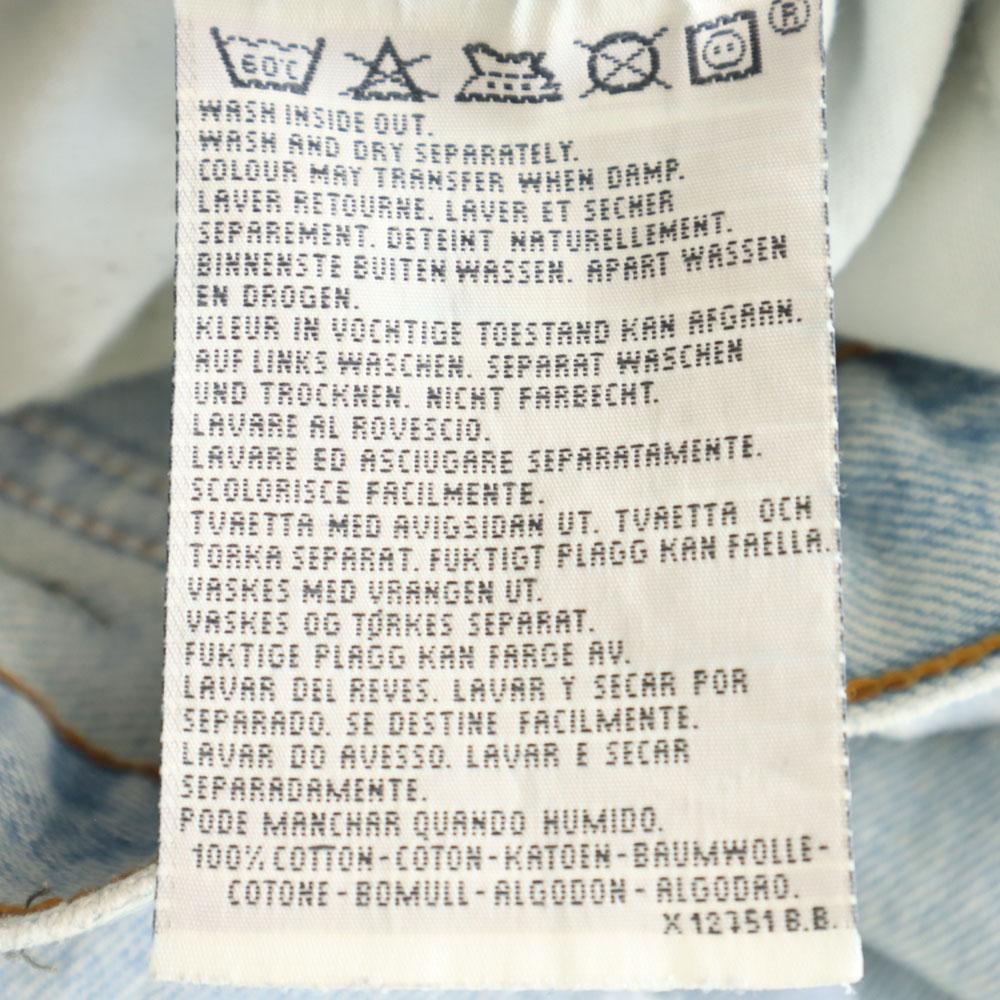 60C
®
WASH INSIDE OUT.
WASH AND DRY SEPARATELY.
COLOUR MAY TRANSFER WHEN DAMP.
LAVER RETOURNE. LAVER ET SECHER
SEPAREMENT. DETEINT NATURELLEMENT.
BINNENSTE BUITEN WASSEN. APART WASSEN
EN DROGEN.
KLEUR IN VOCHTIGE TOESTAND KAN AFGAAN.
AUF LINKS WASCHEN. SEPARAT WASCHEN
UND TROCKNEN. NICHT FARBECHT.
LAVARE AL ROVESCIO.
LAVARE ED ASCIUGARE SEPARATAMENTE.
SCOLORISCE FACILMENTE.
TVAETTA MED AVIGSIDAN UT. TVAETTA OCH
TORKA SEPARAT. FUKTIGT PLAGG KAN FAELLA.
VASKES MED VRANGEN UT.
VASKES OG TØRKES SEPARAT.
FUKTIGE PLAGG KAN FARGE AV.
LAVAR DEL REVES. LAVAR Y SECAR POR
SEPARADO. SE DESTINE FACILMENTE.
LAVAR DO AVESSO. LAVAR E SECAR
SEPARADAMENTE.
PODE MANCHAR QUANDO HUMIDO.
100% COTTON-COTON-KATOEN-BAUMWOLLE-
COTONE-BOMULL-ALGODON-ALGODAO.
X 12751 B.B.